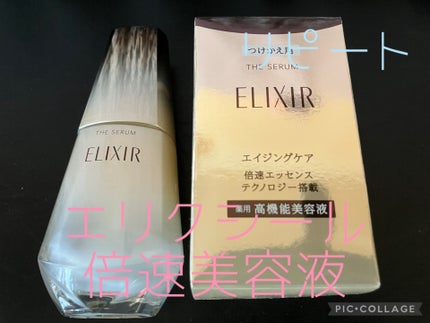 リピート
つけかえ用
THE SERUM
ELIXIR
エイジングケア
倍速エッセンス
テクノロジー搭載
薬用 高機能美容液
THE SERUM
ELIXIR
エリクシール
倍速美容液
PIC•COLLAGE